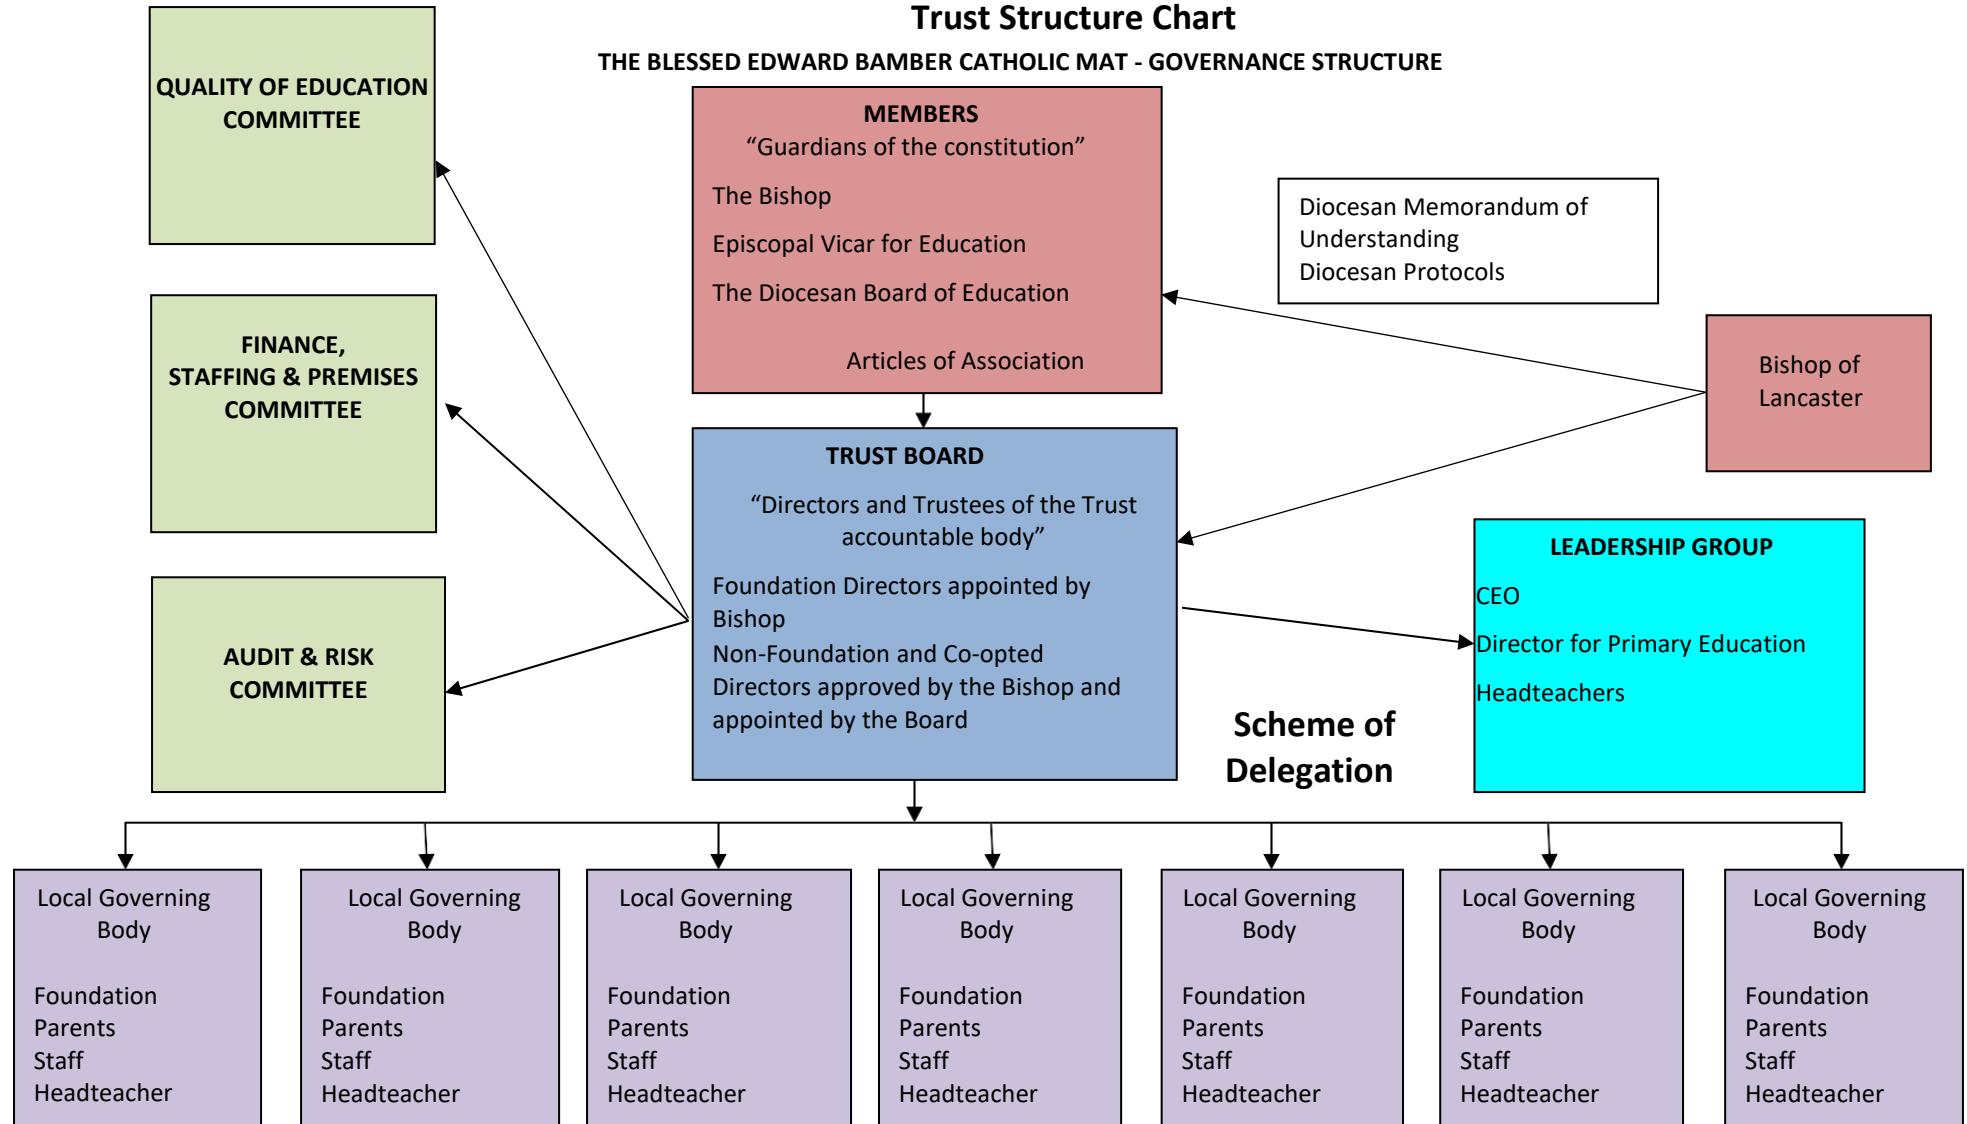 Trust Structure Chart
THE BLESSED EDWARD BAMBER CATHOLIC MAT - GOVERNANCE STRUCTURE
QUALITY OF EDUCATION
COMMITTEE
FINANCE,
STAFFING & PREMISES
COMMITTEE
AUDIT & RISK
COMMITTEE
MEMBERS
“Guardians of the constitution”
The Bishop
Episcopal Vicar for Education
The Diocesan Board of Education
Articles of Association
Diocesan Memorandum of
Understanding
Diocesan Protocols
Bishop of
Lancaster
TRUST BOARD
“Directors and Trustees of the Trust
accountable body”
Foundation Directors appointed by
Bishop
Non-Foundation and Co-opted
Directors approved by the Bishop and
appointed by the Board
LEADERSHIP GROUP
CEO
Director for Primary Education
Headteachers
Scheme of
Delegation
Local Governing
Body
Foundation
Parents
Staff
Headteacher
Local Governing
Body
Foundation
Parents
Staff
Headteacher
Local Governing
Body
Foundation
Parents
Staff
Headteacher
Local Governing
Body
Foundation
Parents
Staff
Headteacher
Local Governing
Body
Foundation
Parents
Staff
Headteacher
Local Governing
Body
Foundation
Parents
Staff
Headteacher
Local Governing
Body
Foundation
Parents
Staff
Headteacher